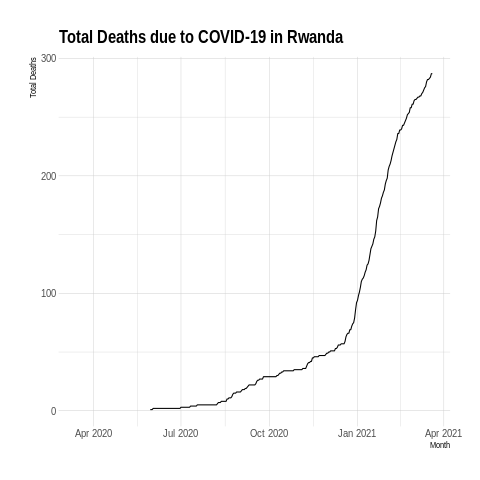 Total Deaths due to COVID-19 in Rwanda
Total Deaths
300
200
100
0
Apr 2020 Jul 2020 Oct 2020 Jan 2021 Apr 2021
Month